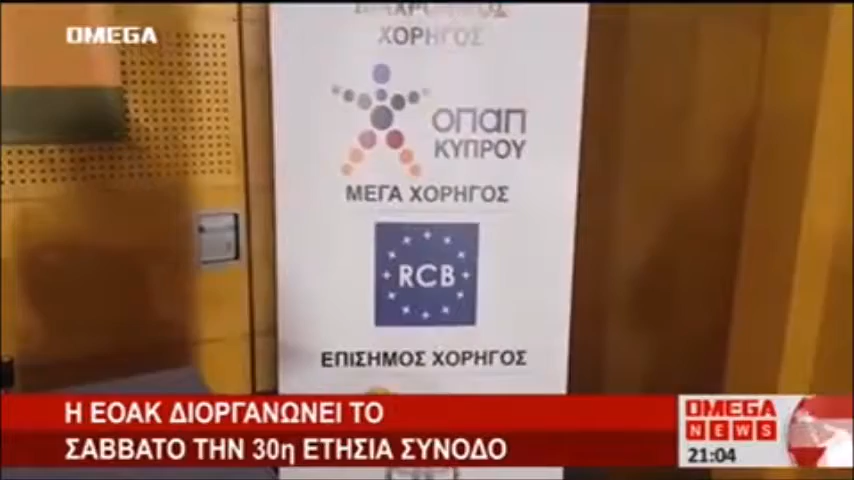 OMEGA
ΔΙΑΧΡΟΝΙΚΟΣ
ΧΟΡΗΓΟΣ
οπαπ
ΚΥΠΡΟΥ
ΜΕΓΑ ΧΟΡΗΓΟΣ
RCB
ΕΠΙΣΗΜΟΣ ΧΟΡΗΓΟΣ
Η ΕΟΑΚ ΔΙΟΡΓΑΝΩΝΕΙ ΤΟ
ΣΑΒΒΑΤΟ ΤΗΝ 30η ΕΤΗΣΙΑ ΣΥΝΟΔΟ
OMEGA
NEWS
21:04